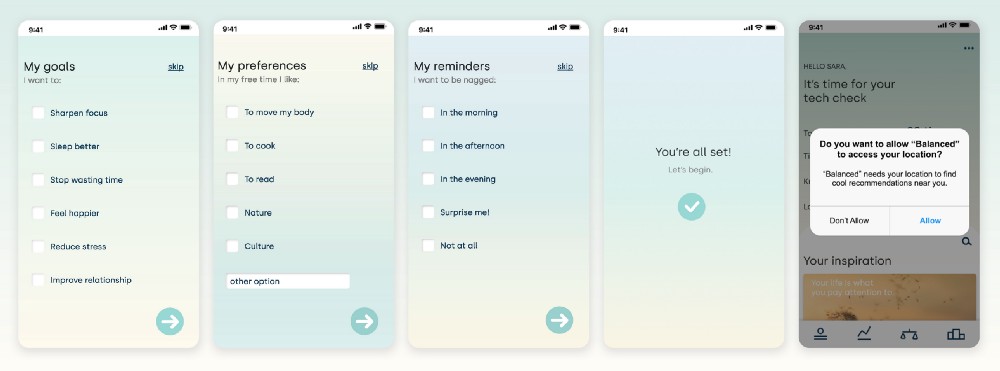 9:41
My goals
skip
I want to:
Sharpen focus
Sleep better
Stop wasting time
Feel happier
Reduce stress
Improve relationship
9:41
My preferences
skip
In my free time I like:
To move my body
To cook
To read
Nature
Culture
other option
9:41
My reminders
skip
I want to be nagged:
In the morning
In the afternoon
In the evening
Surprise me!
Not at all
9:41
You're all set!
Let's begin.
9:41
HELLO SARA,
It's time for your
tech check
Do you want to allow “Balanced”
to access your location?
“Balanced” needs your location to find
cool recommendations near you.
Don't Allow
Allow
Your inspiration
Your life is what
you pay attention to.